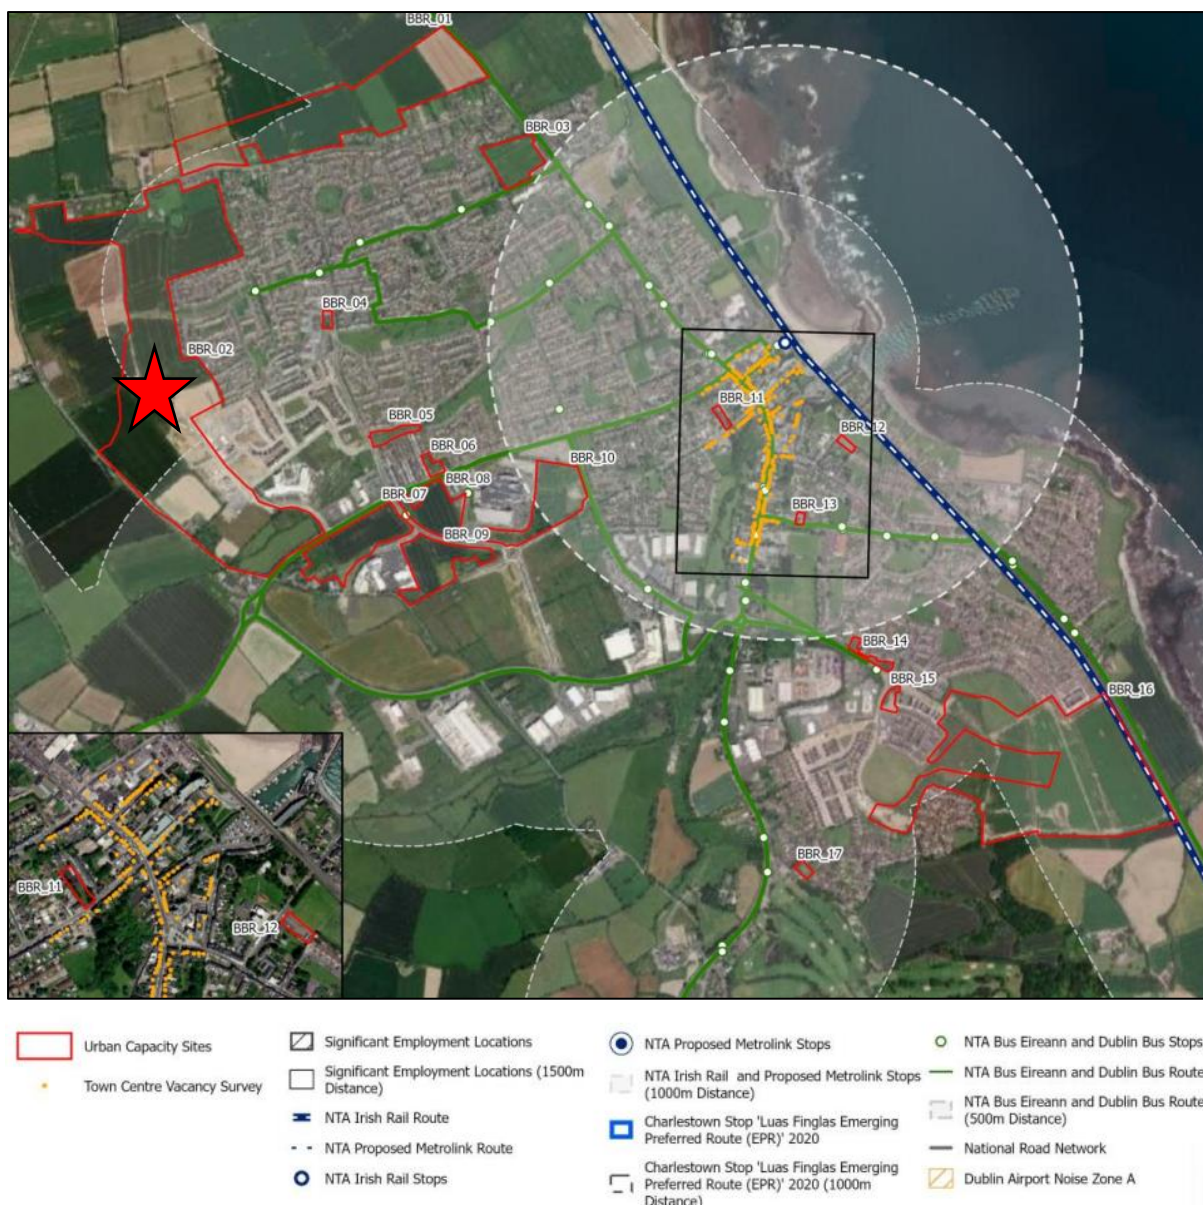 BBR_01
BBR_03
BBR_04
BBR_02
BBR_05
BBR_06
BBR_08
BBR_07
BBR_09
BBR_10
BBR_11
BBR_12
BBR_13
BBR_14
BBR_15
BBR_16
BBR_17
BBR_11
BBR_12
Urban Capacity Sites
Town Centre Vacancy Survey
Significant Employment Locations
Significant Employment Locations (1500m
Distance)
NTA Irish Rail Route
NTA Proposed Metrolink Route
NTA Irish Rail Stops
NTA Proposed Metrolink Stops
NTA Irish Rail and Proposed Metrolink Stops
(1000m Distance)
Charlestown Stop 'Luas Finglas Emerging
Preferred Route (EPR)' 2020
Charlestown Stop 'Luas Finglas Emerging
Preferred Route (EPR)' 2020 (1000m
Distance)
NTA Bus Eireann and Dublin Bus Stops
NTA Bus Eireann and Dublin Bus Route
NTA Bus Eireann and Dublin Bus Route
(500m Distance)
National Road Network
Dublin Airport Noise Zone A